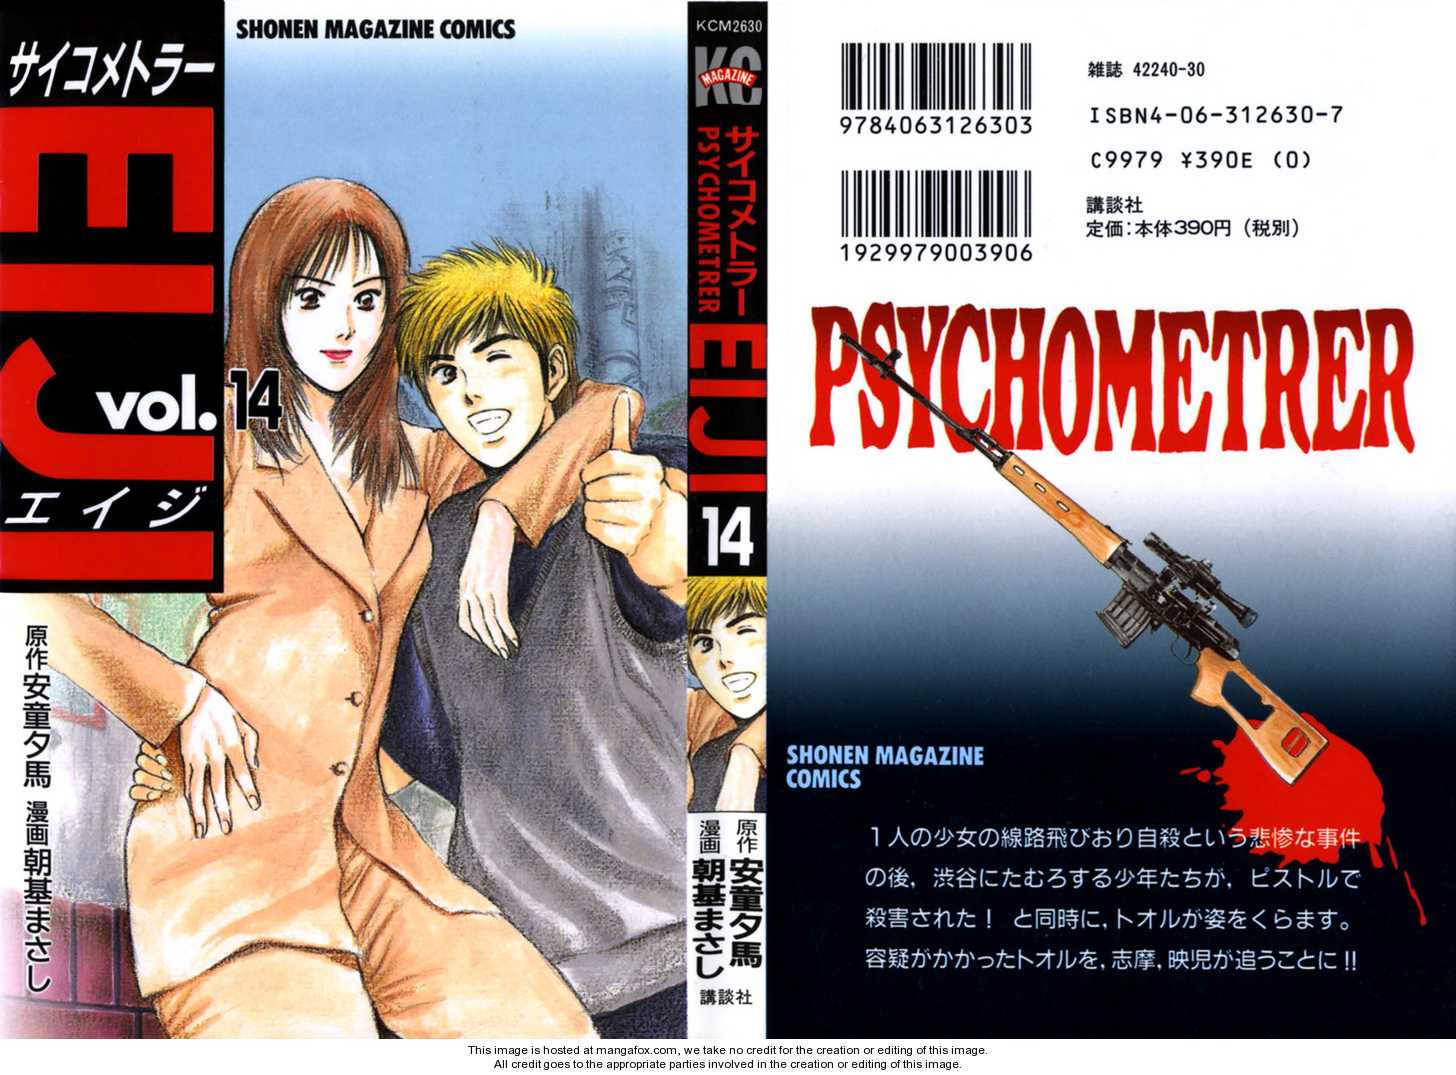 サイコメトラー
EIJI
vol.14
エイジ
原作 安童夕馬
漫画 朝基まさし
SHONEN MAGAZINE COMICS
KCM2630
KC
MAGAZINE
サイコメトラー
PSYCHOMETRER
EIJI
14
原作 安童夕馬
漫画 朝基まさし
講談社
9784063126303
1929979003906
雑誌 42240-30
ISBN4-06-312630-7
C9979 ¥390E (0)
講談社
定価:本体390円(税別)
PSYCHOMETRER
SHONEN MAGAZINE
COMICS
1人の少女の線路飛びおり自殺という悲惨な事件
の後,渋谷にたむろする少年たちが,ピストルで
殺害された! と同時に,トオルが姿をくらます。
容疑がかかったトオルを,志摩,映児が追うことに!!
This image is hosted at mangafox.com, we take no credit for the creation or editing of this image.
All credit goes to the appropriate parties involved in the creation or editing of this image.